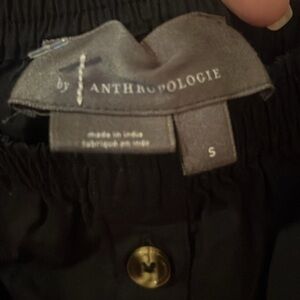 by ANTHROPOLOGIE
made in india
fabriqué en inde
S